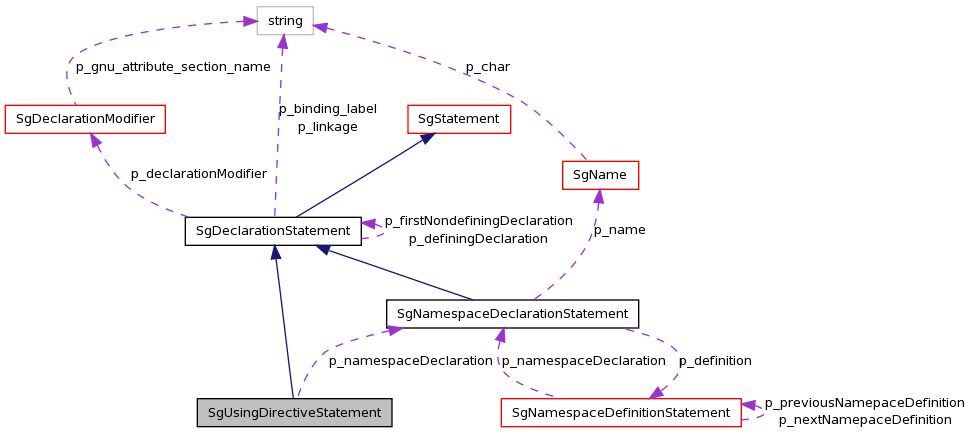 string
p_gnu_attribute_section_name
p_char
p_binding_label
p_linkage
SgDeclarationModifier
SgStatement
p_declarationModifier
SgName
p_firstNondefiningDeclaration
p_definingDeclaration
SgDeclarationStatement
p_name
SgNamespaceDeclarationStatement
p_namespaceDeclaration
p_namespaceDeclaration
p_definition
SgUsingDirectiveStatement
SgNamespaceDefinitionStatement
p_previousNamepaceDefinition
p_nextNamepaceDefinition